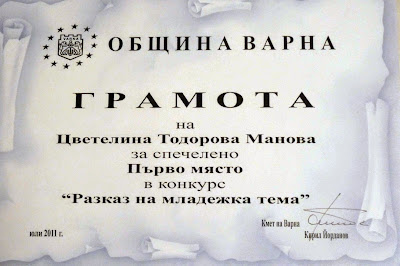 ОБЩИНА ВАРНА
ГРАМОТА
на
Цветелина Тодорова Манова
за спечелено
Първо място
в конкурс
“Разказ на младежка тема”
юли 2011 г.
Кмет на Варна
Кирил Йорданов